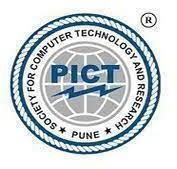 SOCIETY FOR COMPUTER TECHNOLOGY AND RESEARCH
PICT
* PUNE *
®